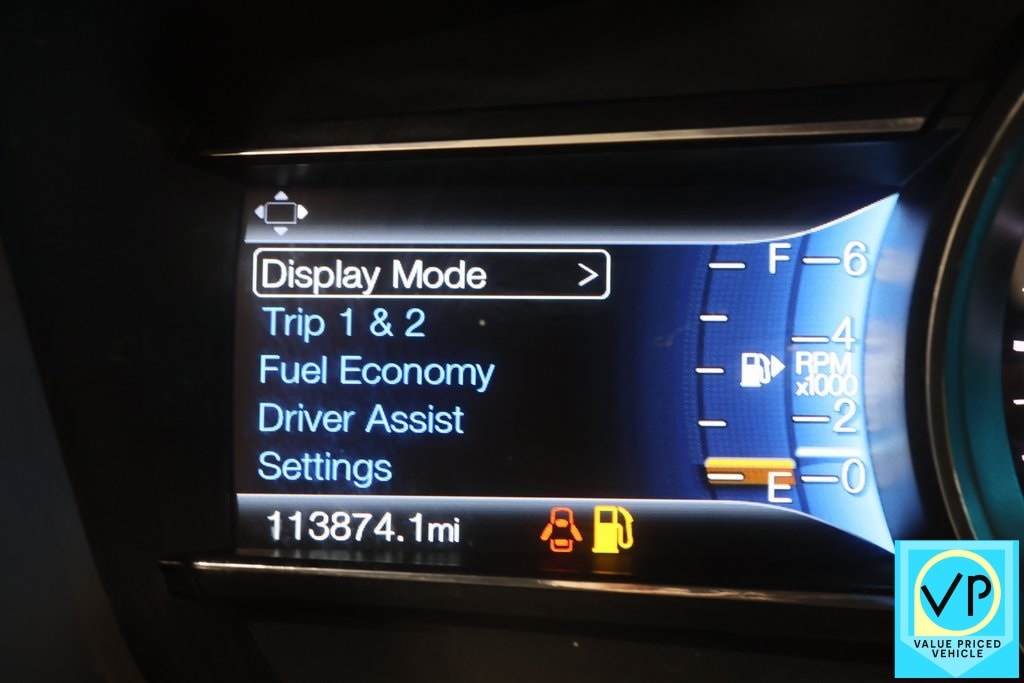 Display Mode >
Trip 1 & 2
Fuel Economy
Driver Assist
Settings
113874.1mi
F
E
6
4
RPM
x1000
2
0
VP
VALUE PRICED
VEHICLE